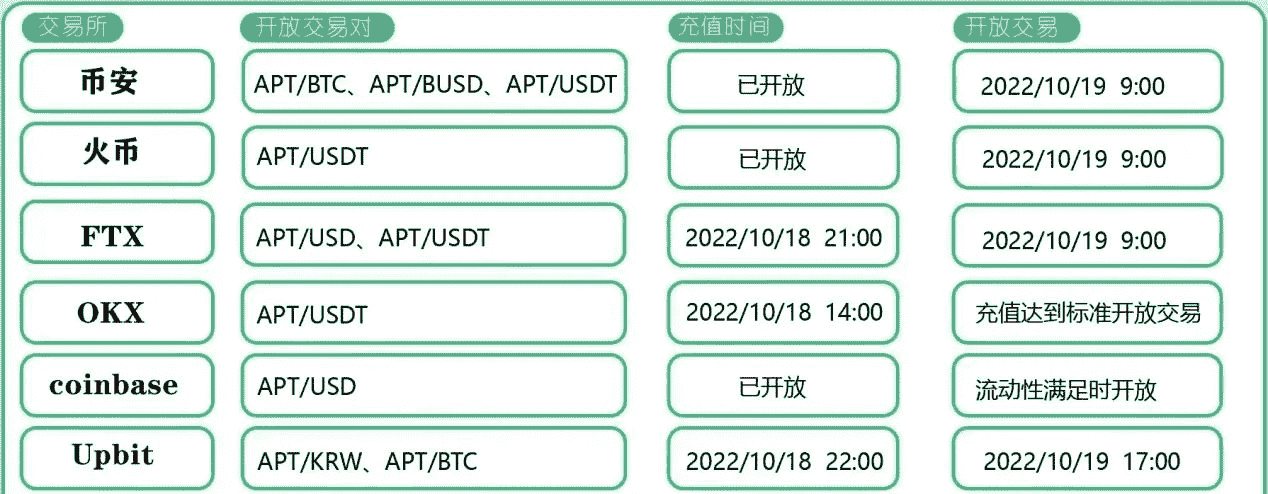 交易所 开放交易对 充值时间 开放交易
币安 APT/BTC、APT/BUSD、APT/USDT 已开放 2022/10/19 9:00
火币 APT/USDT 已开放 2022/10/19 9:00
FTX APT/USD、APT/USDT 2022/10/18 21:00 2022/10/19 9:00
OKX APT/USDT 2022/10/18 14:00 充值达到标准开放交易
coinbase APT/USD 已开放 流动性满足时开放
Upbit APT/KRW、APT/BTC 2022/10/18 22:00 2022/10/19 17:00